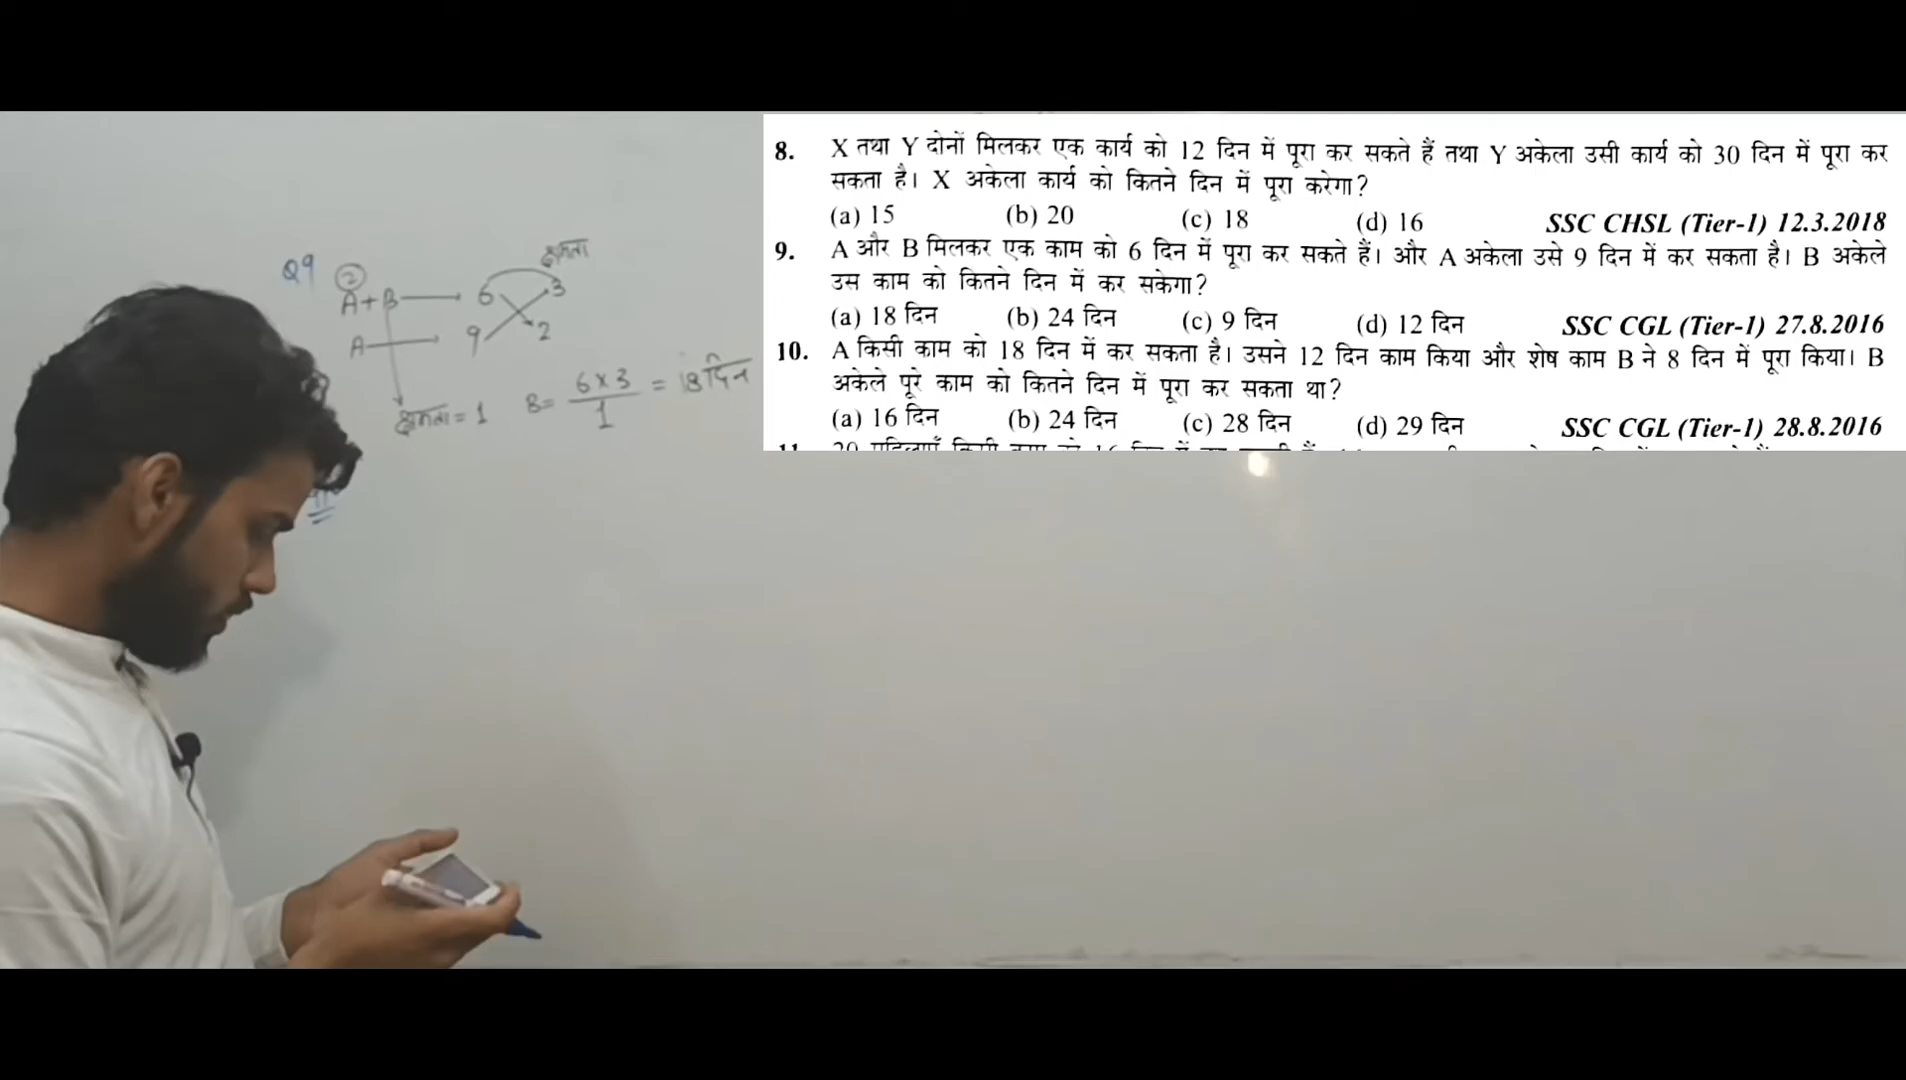 8. X तथा Y दोनों मिलकर एक कार्य को 12 दिन में पूरा कर सकते हैं तथा Y अकेला उसी कार्य को 30 दिन में पूरा कर
सकता है। X अकेला कार्य को कितने दिन में पूरा करेगा?
(a) 15 (b) 20 (c) 18 (d) 16 SSC CHSL (Tier-1) 12.3.2018
9. A और B मिलकर एक काम को 6 दिन में पूरा कर सकते हैं। और A अकेला उसे 9 दिन में कर सकता है। B अकेले
उस काम को कितने दिन में कर सकेगा?
(a) 18 दिन (b) 24 दिन (c) 9 दिन (d) 12 दिन SSC CGL (Tier-1) 27.8.2016
10. A किसी काम को 18 दिन में कर सकता है। उसने 12 दिन काम किया और शेष काम B ने 8 दिन में पूरा किया। B
अकेले पूरे काम को कितने दिन में पूरा कर सकता था?
(a) 16 दिन (b) 24 दिन (c) 28 दिन (d) 29 दिन SSC CGL (Tier-1) 28.8.2016
Q9
क्षमता
②
A+B 6 3
A 9 2
क्षमता = 1 B = 6 × 3 / 1 = 18 दिन